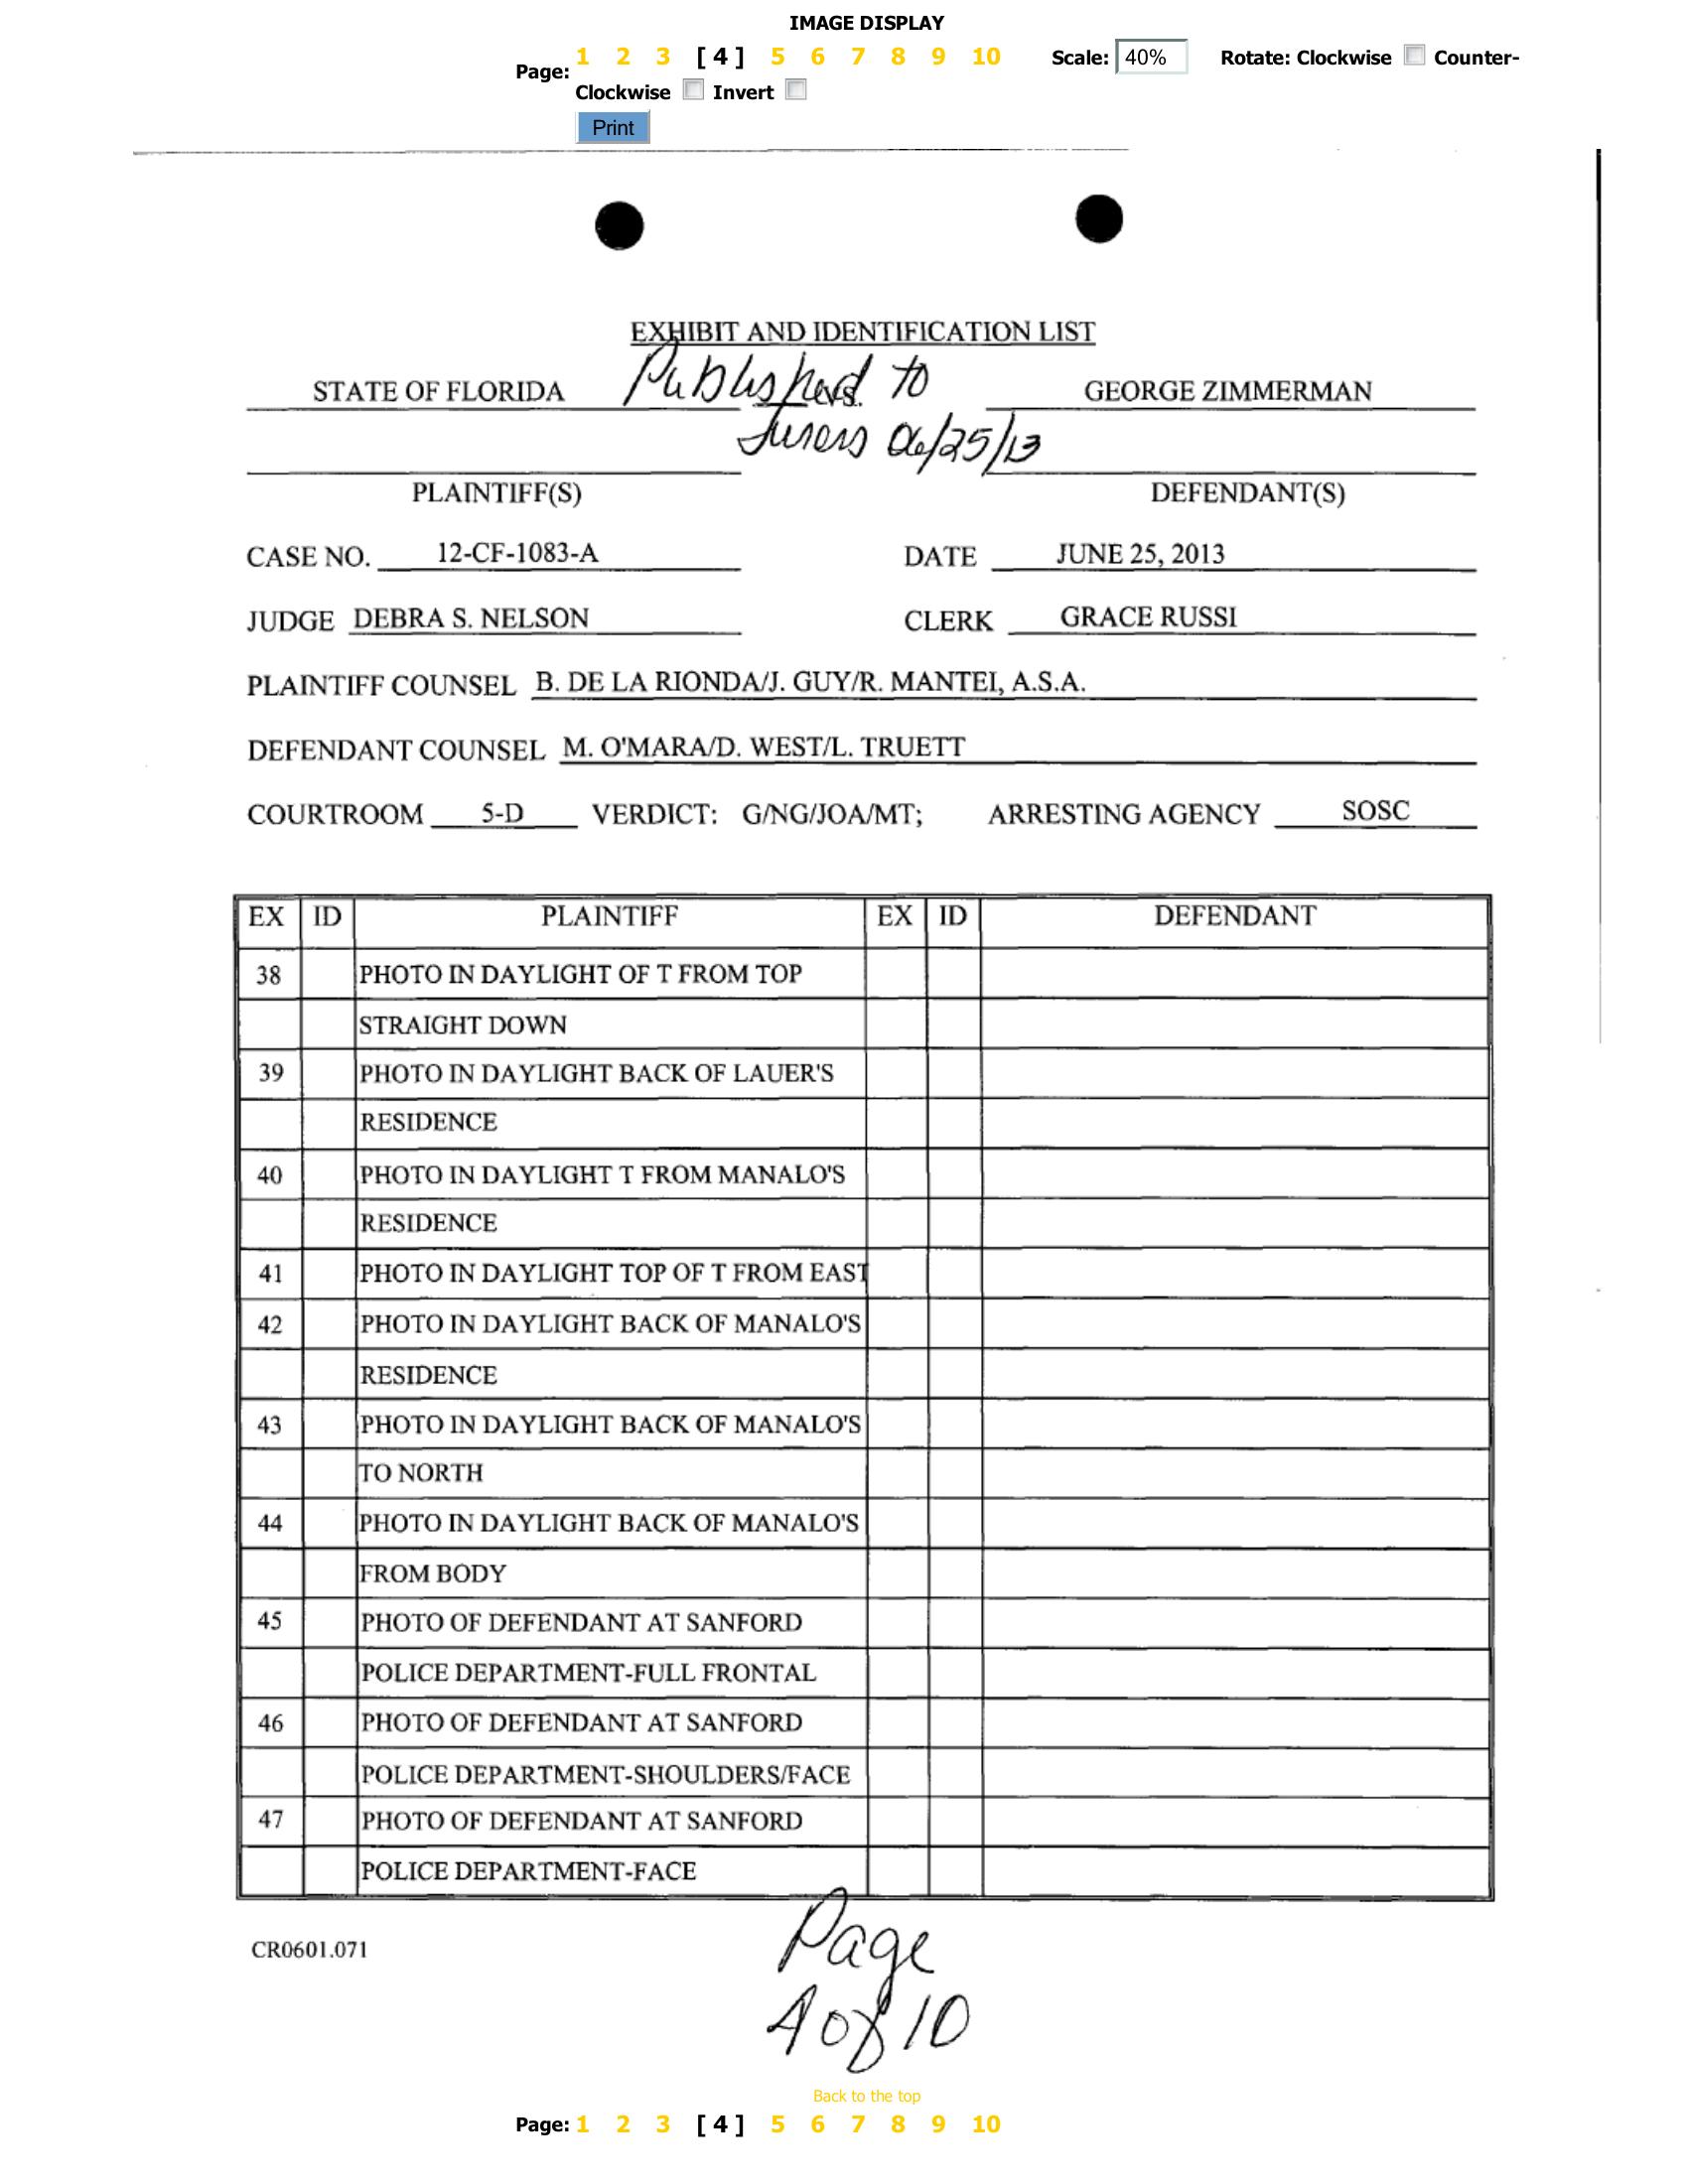 IMAGE DISPLAY
Page: 1 2 3 [ 4 ] 5 6 7 8 9 10 Scale: 40% Rotate: Clockwise Counter-
Clockwise Invert
Print
EXHIBIT AND IDENTIFICATION LIST
STATE OF FLORIDA Published vs. to GEORGE ZIMMERMAN
Jurors 06/25/13
PLAINTIFF(S) DEFENDANT(S)
CASE NO. 12-CF-1083-A DATE JUNE 25, 2013
JUDGE DEBRA S. NELSON CLERK GRACE RUSSI
PLAINTIFF COUNSEL B. DE LA RIONDA/J. GUY/R. MANTEI, A.S.A.
DEFENDANT COUNSEL M. O'MARA/D. WEST/L. TRUETT
COURTROOM 5-D VERDICT: G/NG/JOA/MT; ARRESTING AGENCY SOSC
EX ID PLAINTIFF EX ID DEFENDANT
38 PHOTO IN DAYLIGHT OF T FROM TOP
STRAIGHT DOWN
39 PHOTO IN DAYLIGHT BACK OF LAUER'S
RESIDENCE
40 PHOTO IN DAYLIGHT T FROM MANALO'S
RESIDENCE
41 PHOTO IN DAYLIGHT TOP OF T FROM EAST
42 PHOTO IN DAYLIGHT BACK OF MANALO'S
RESIDENCE
43 PHOTO IN DAYLIGHT BACK OF MANALO'S
TO NORTH
44 PHOTO IN DAYLIGHT BACK OF MANALO'S
FROM BODY
45 PHOTO OF DEFENDANT AT SANFORD
POLICE DEPARTMENT-FULL FRONTAL
46 PHOTO OF DEFENDANT AT SANFORD
POLICE DEPARTMENT-SHOULDERS/FACE
47 PHOTO OF DEFENDANT AT SANFORD
POLICE DEPARTMENT-FACE
CR0601.071
Page
4 of 10
Back to the top
Page: 1 2 3 [ 4 ] 5 6 7 8 9 10